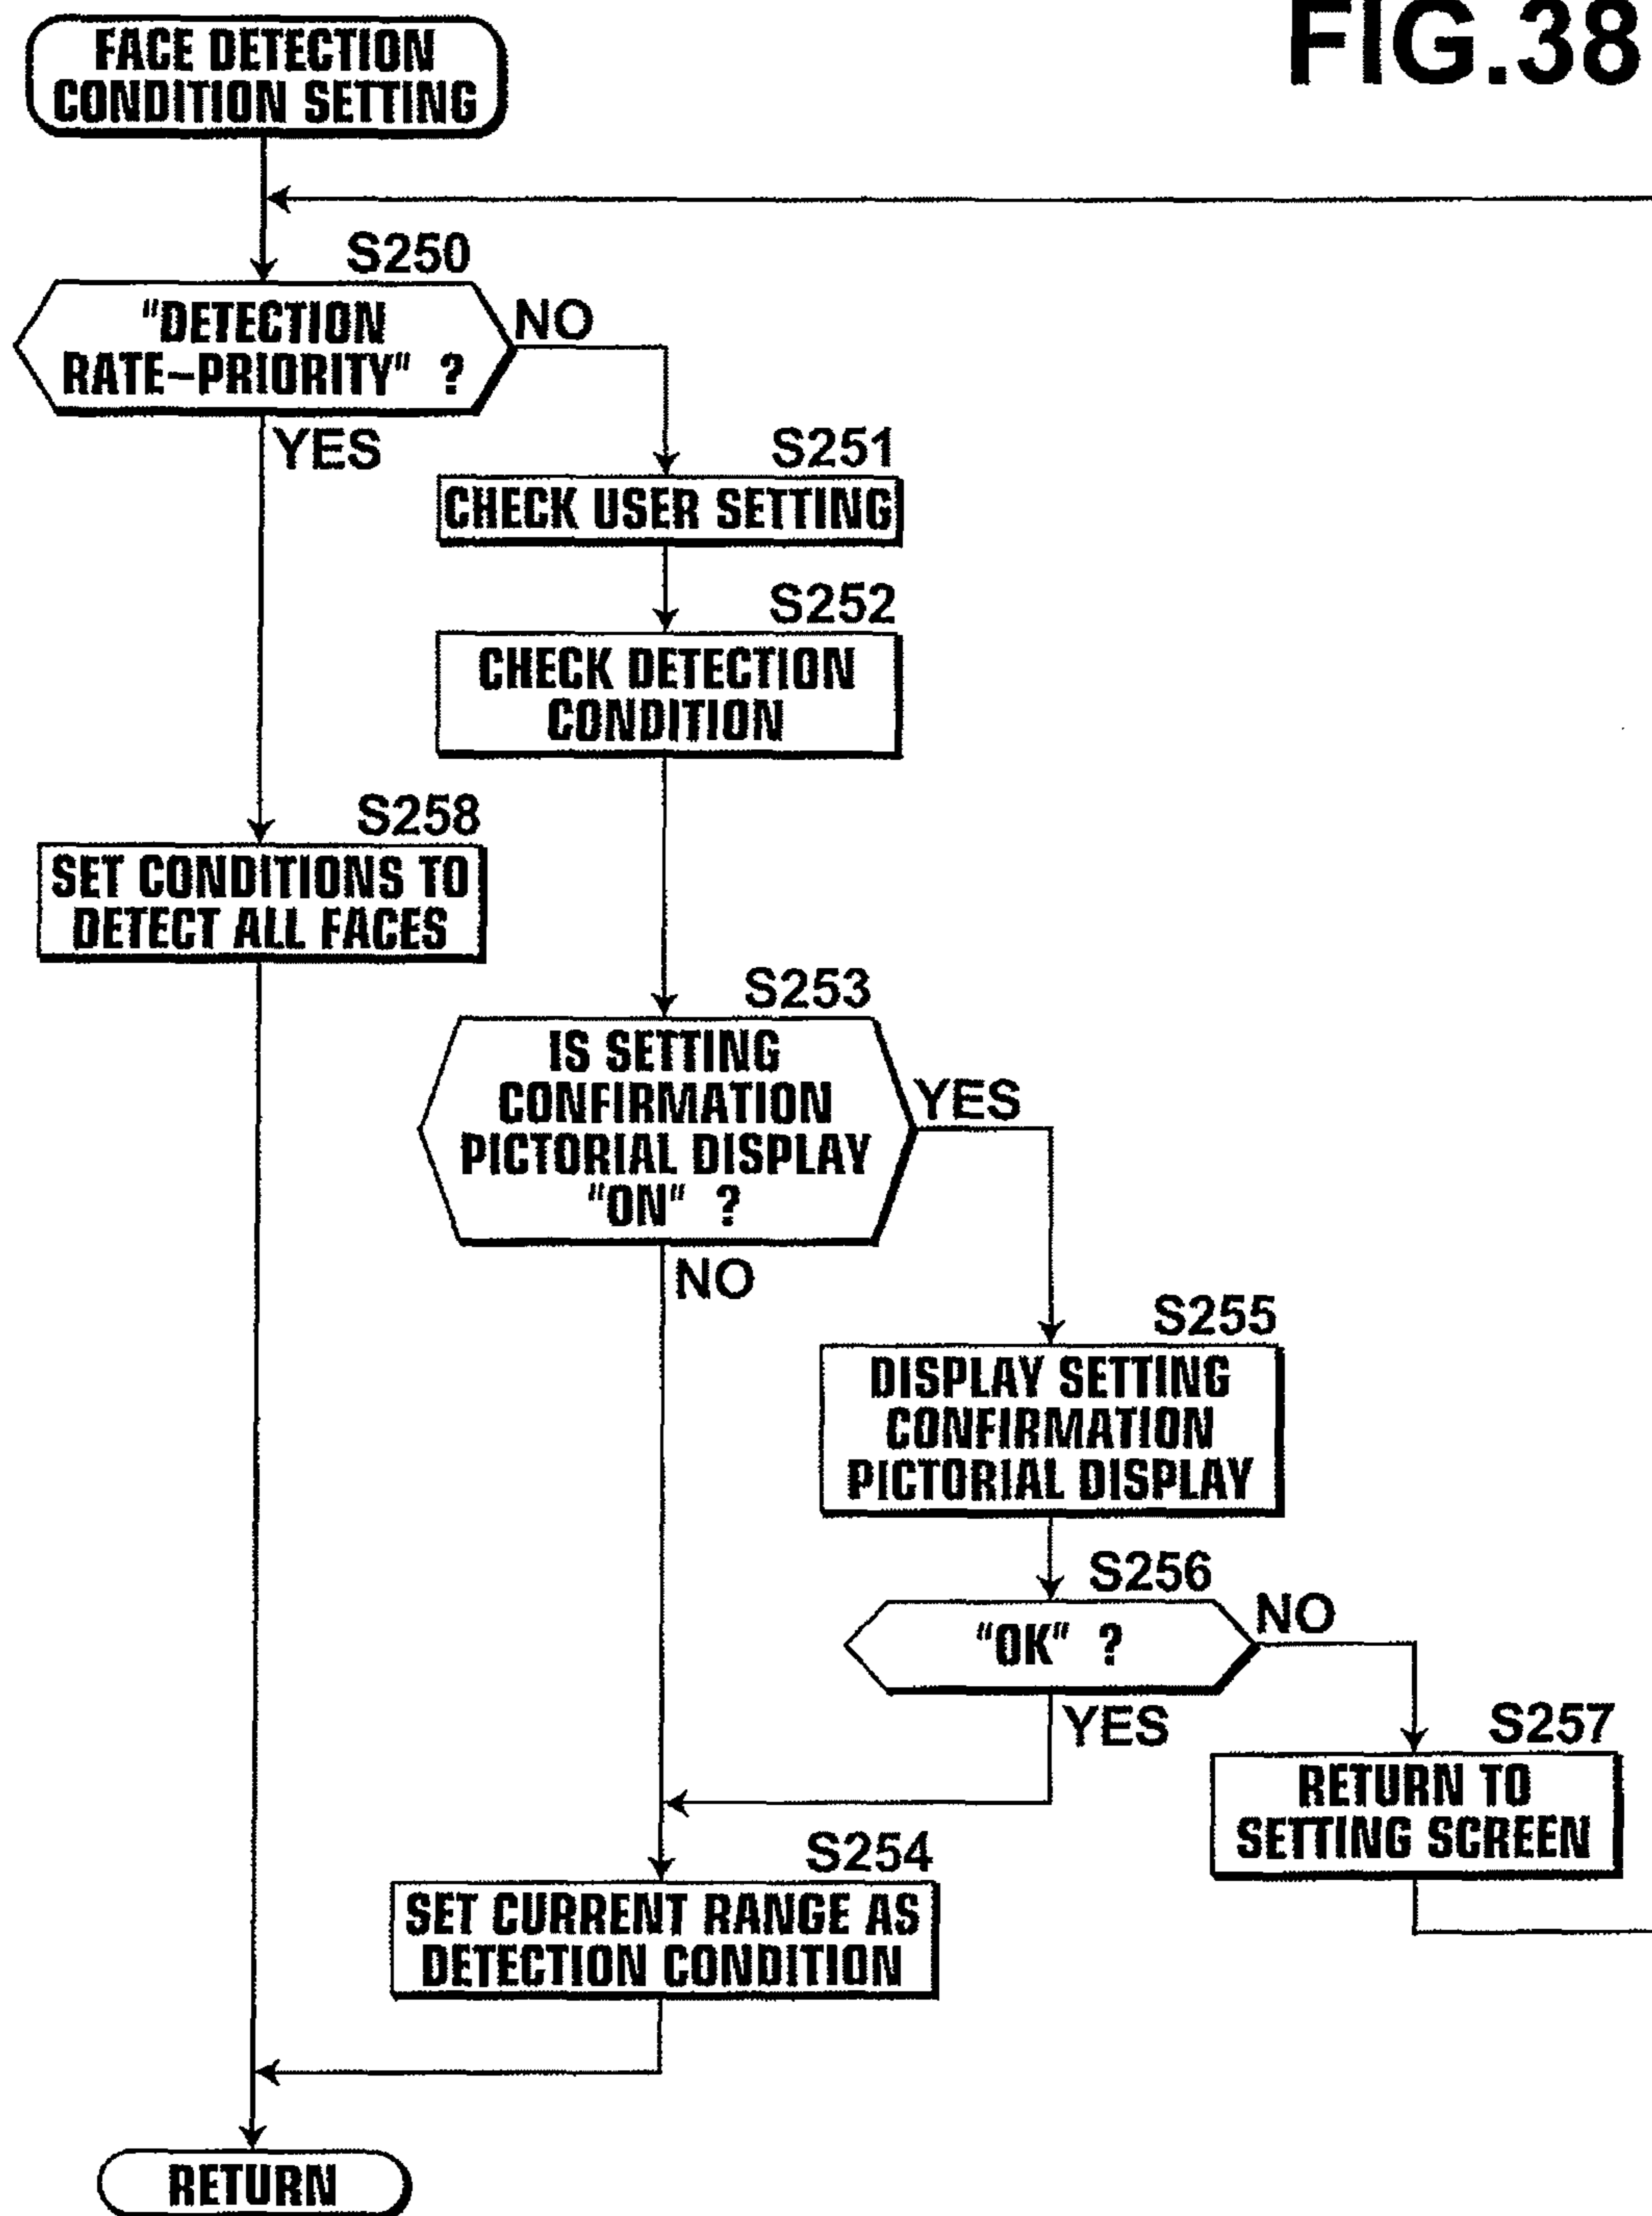 FIG.38
FACE DETECTION
CONDITION SETTING
S250
"DETECTION
RATE-PRIORITY" ?
NO
YES
S251
CHECK USER SETTING
S252
CHECK DETECTION
CONDITION
S258
SET CONDITIONS TO
DETECT ALL FACES
S253
IS SETTING
CONFIRMATION
PICTORIAL DISPLAY
"ON" ?
YES
NO
S255
DISPLAY SETTING
CONFIRMATION
PICTORIAL DISPLAY
S256
"OK" ?
NO
YES
S257
RETURN TO
SETTING SCREEN
S254
SET CURRENT RANGE AS
DETECTION CONDITION
RETURN